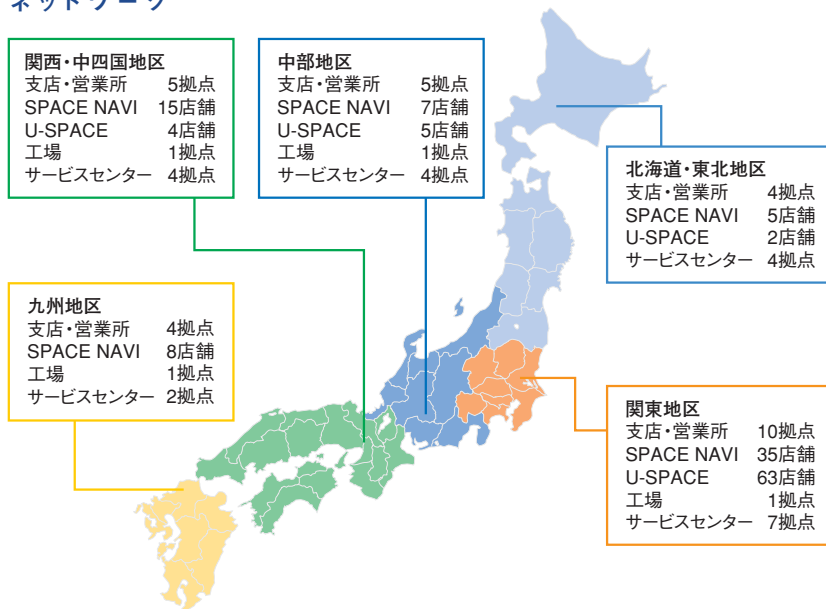 ネットワーク
関西・中四国地区
支店・営業所 5拠点
SPACE NAVI 15店舗
U-SPACE 4店舗
工場 1拠点
サービスセンター 4拠点
中部地区
支店・営業所 5拠点
SPACE NAVI 7店舗
U-SPACE 5店舗
工場 1拠点
サービスセンター 4拠点
北海道・東北地区
支店・営業所 4拠点
SPACE NAVI 5店舗
U-SPACE 2店舗
サービスセンター 4拠点
九州地区
支店・営業所 4拠点
SPACE NAVI 8店舗
工場 1拠点
サービスセンター 2拠点
関東地区
支店・営業所 10拠点
SPACE NAVI 35店舗
U-SPACE 63店舗
工場 1拠点
サービスセンター 7拠点